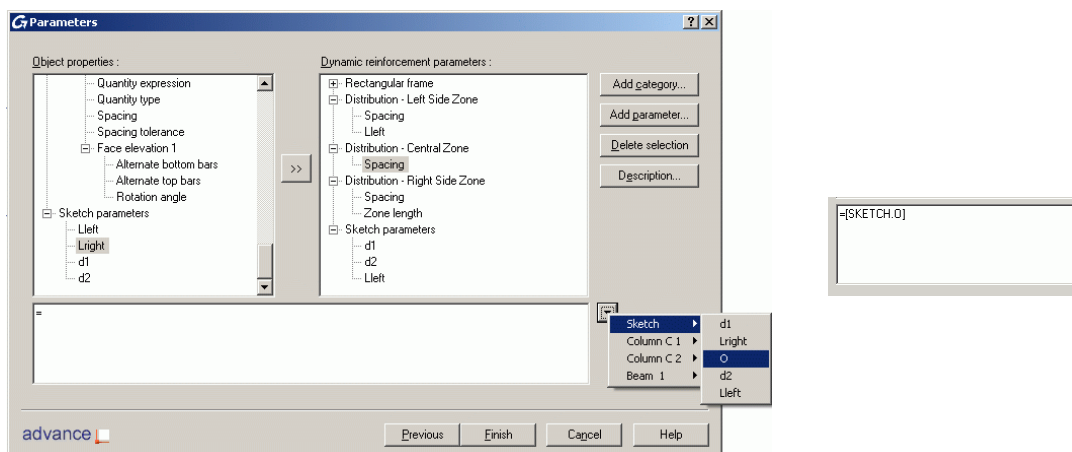 Parameters
Object properties :
Quantity expression
Quantity type
Spacing
Spacing tolerance
Face elevation 1
Alternate bottom bars
Alternate top bars
Rotation angle
Sketch parameters
Lleft
Lright
d1
d2
>>
Dynamic reinforcement parameters :
Rectangular frame
Distribution - Left Side Zone
Spacing
Lleft
Distribution - Central Zone
Spacing
Distribution - Right Side Zone
Spacing
Zone length
Sketch parameters
d1
d2
Lleft
Add category...
Add parameter...
Delete selection
Description...
=
Sketch
Column C 1
Column C 2
Beam 1
d1
Lright
O
d2
Lleft
advance
Previous
Finish
Cancel
Help
=[SKETCH.O]